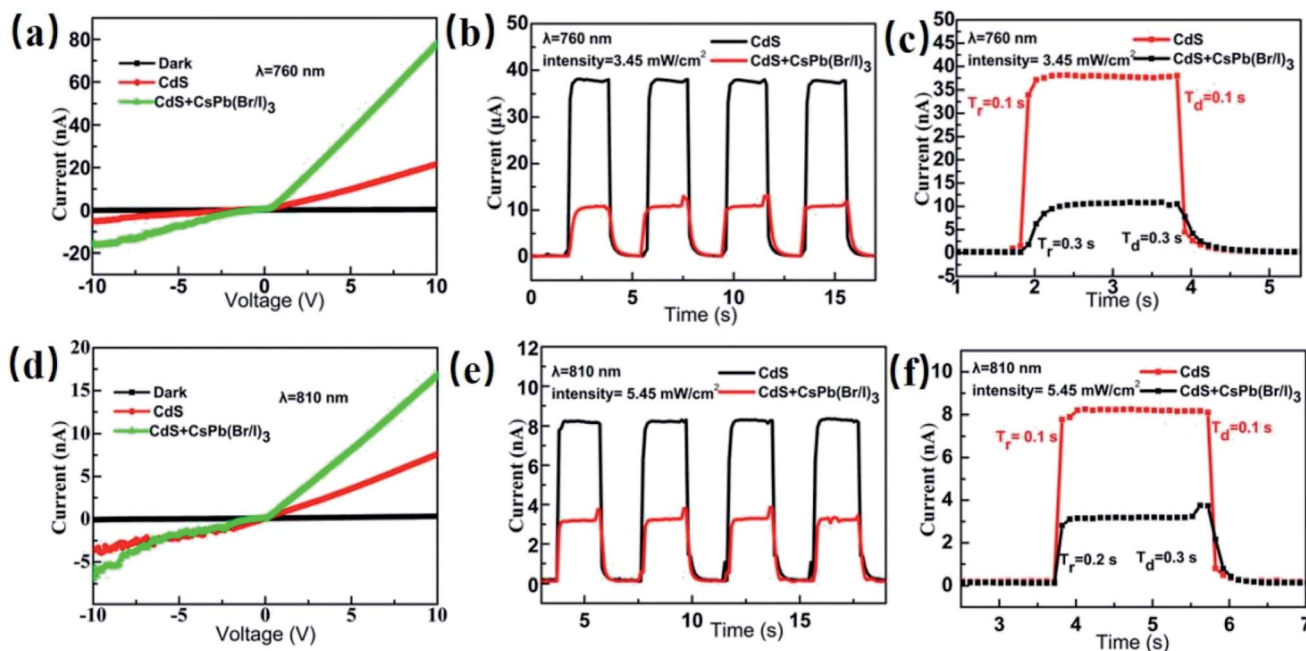 (a)
80
60
40
20
0
-20
-10
-5
0
5
10
Current (nA)
Voltage (V)
Dark
CdS
CdS+CsPb(Br/I)3
λ=760 nm
(b)
50
40
30
20
10
0
0
5
10
15
Current (μA)
Time (s)
λ=760 nm
intensity=3.45 mW/cm2
CdS
CdS+CsPb(Br/I)3
(c)
50
45
40
35
30
25
20
15
10
5
0
-5
1
2
3
4
5
Current (nA)
Time (s)
λ=760 nm
intensity=3.45 mW/cm2
CdS
CdS+CsPb(Br/I)3
Tr=0.1 s
Td=0.1 s
Tr=0.3 s
Td=0.3 s
(d)
20
15
10
5
0
-5
-10
-5
0
5
10
Current (nA)
Voltage (V)
Dark
CdS
CdS+CsPb(Br/I)3
λ=810 nm
(e)
12
10
8
6
4
2
0
5
10
15
Current (nA)
Time (s)
λ=810 nm
intensity= 5.45 mW/cm2
CdS
CdS+CsPb(Br/I)3
(f)
10
8
6
4
2
0
3
4
5
6
7
Current (nA)
Time (s)
λ=810 nm
intensity= 5.45 mW/cm2
CdS
CdS+CsPb(Br/I)3
Tr= 0.1 s
Td=0.1 s
Tr=0.2 s
Td=0.3 s